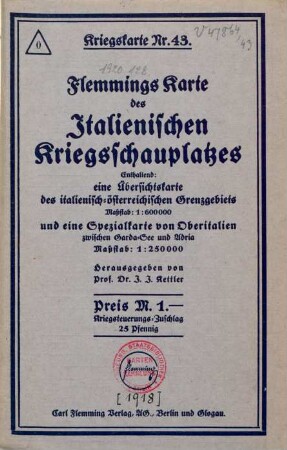 0
Kriegskarte Nr. 43.
Flemmings Karte
des
Italienischen
Kriegsschauplatzes
Enthaltend:
eine Übersichtskarte
des italienisch-österreichischen Grenzgebiets
Maßstab: 1:600000
und eine Spezialkarte von Oberitalien
zwischen Garda-See und Adria
Maßstab: 1:250000
Herausgegeben von
Prof. Dr. J. J. Kettler
Preis M. 1.—
Kriegsteuerungs-Zuschlag
25 Pfennig
KARTEN
[1918]
Carl Flemming Verlag, AG., Berlin und Glogau.